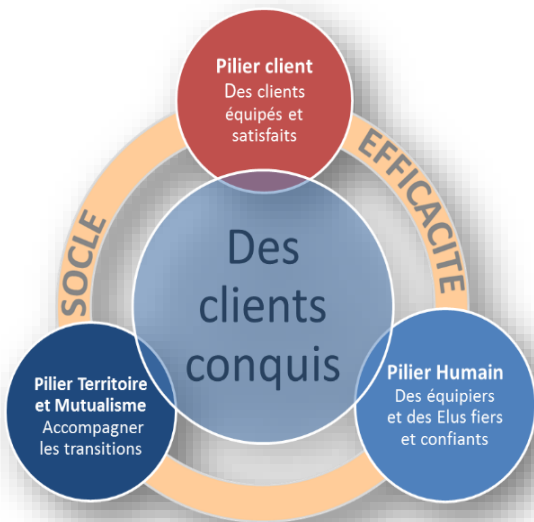 Pilier client
Des clients
équipés et
satisfaits
SOCLE
EFFICACITE
Des
clients
conquis
Pilier Territoire
et Mutualisme
Accompagner
les transitions
Pilier Humain
Des équipiers
et des Elus fiers
et confiants